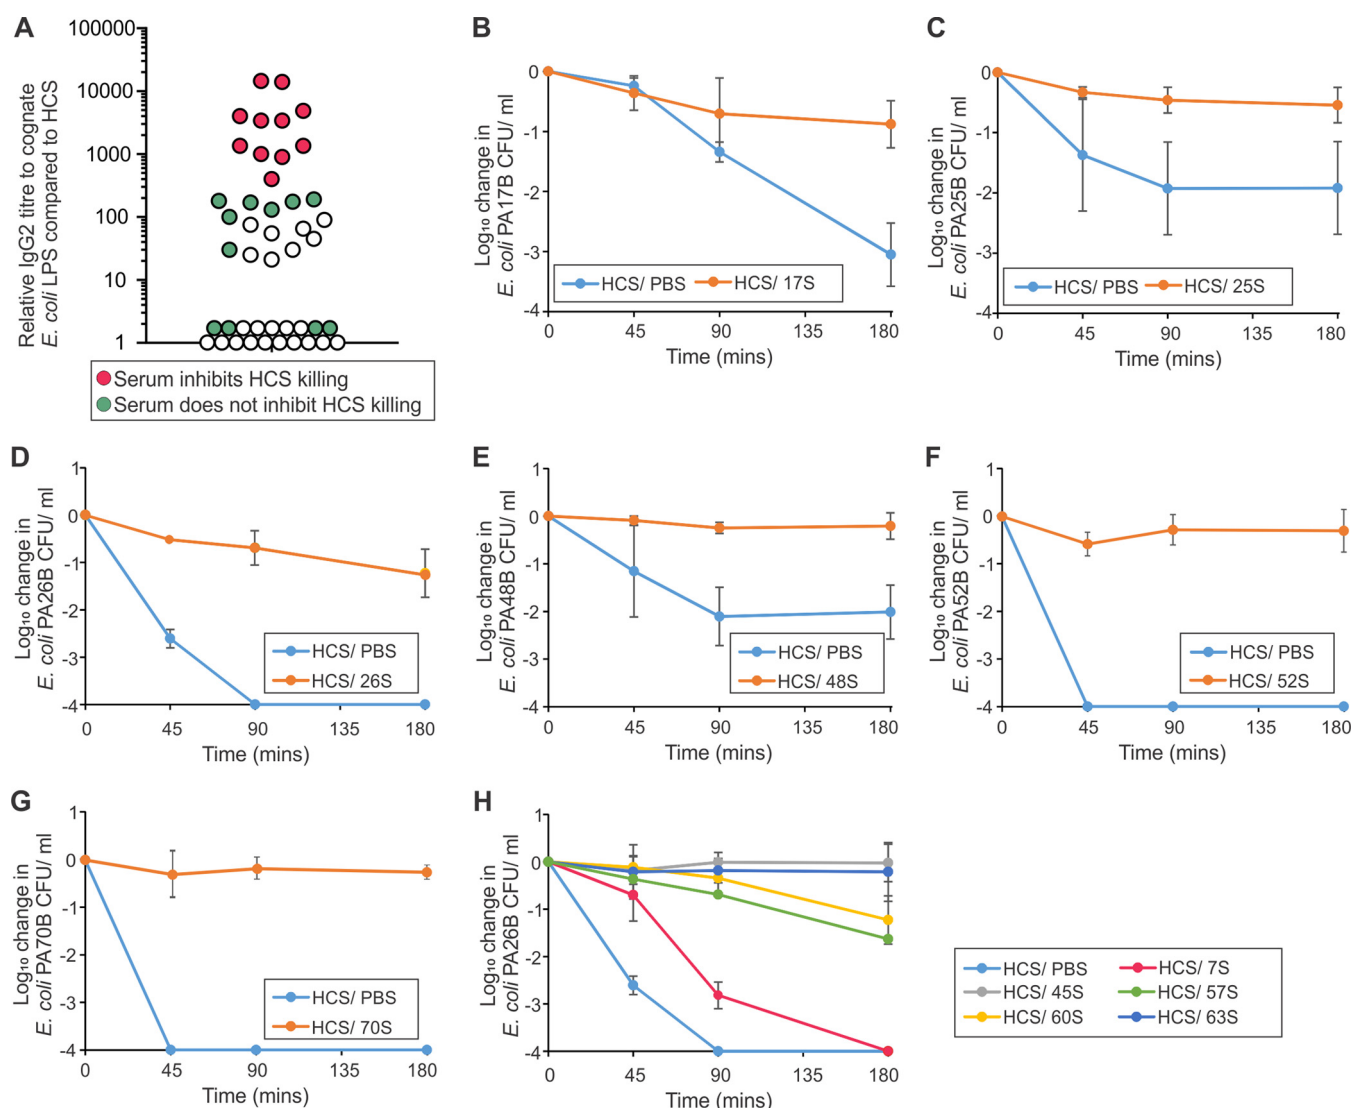 A
100000
10000
1000
100
10
1
Relative IgG2 titre to cognate
E. coli LPS compared to HCS
Serum inhibits HCS killing
Serum does not inhibit HCS killing
B
0
-1
-2
-3
-4
Log₁₀ change in
E. coli PA17B CFU/ ml
HCS/ PBS
HCS/ 17S
0
45
90
135
180
Time (mins)
C
0
-1
-2
-3
-4
Log₁₀ change in
E. coli PA25B CFU/ ml
HCS/ PBS
HCS/ 25S
0
45
90
135
180
Time (mins)
D
1
0
-1
-2
-3
-4
Log₁₀ change in
E. coli PA26B CFU/ ml
HCS/ PBS
HCS/ 26S
0
45
90
135
180
Time (mins)
E
1
0
-1
-2
-3
-4
Log₁₀ change in
E. coli PA48B CFU/ ml
HCS/ PBS
HCS/ 48S
0
45
90
135
180
Time (mins)
F
1
0
-1
-2
-3
-4
Log₁₀ change in
E. coli PA52B CFU/ ml
HCS/ PBS
HCS/ 52S
0
45
90
135
180
Time (mins)
G
1
0
-1
-2
-3
-4
Log₁₀ change in
E. coli PA70B CFU/ ml
HCS/ PBS
HCS/ 70S
0
45
90
135
180
Time (mins)
H
1
0
-1
-2
-3
-4
Log₁₀ change in
E. coli PA26B CFU/ ml
0
45
90
135
180
Time (mins)
HCS/ PBS
HCS/ 7S
HCS/ 45S
HCS/ 57S
HCS/ 60S
HCS/ 63S